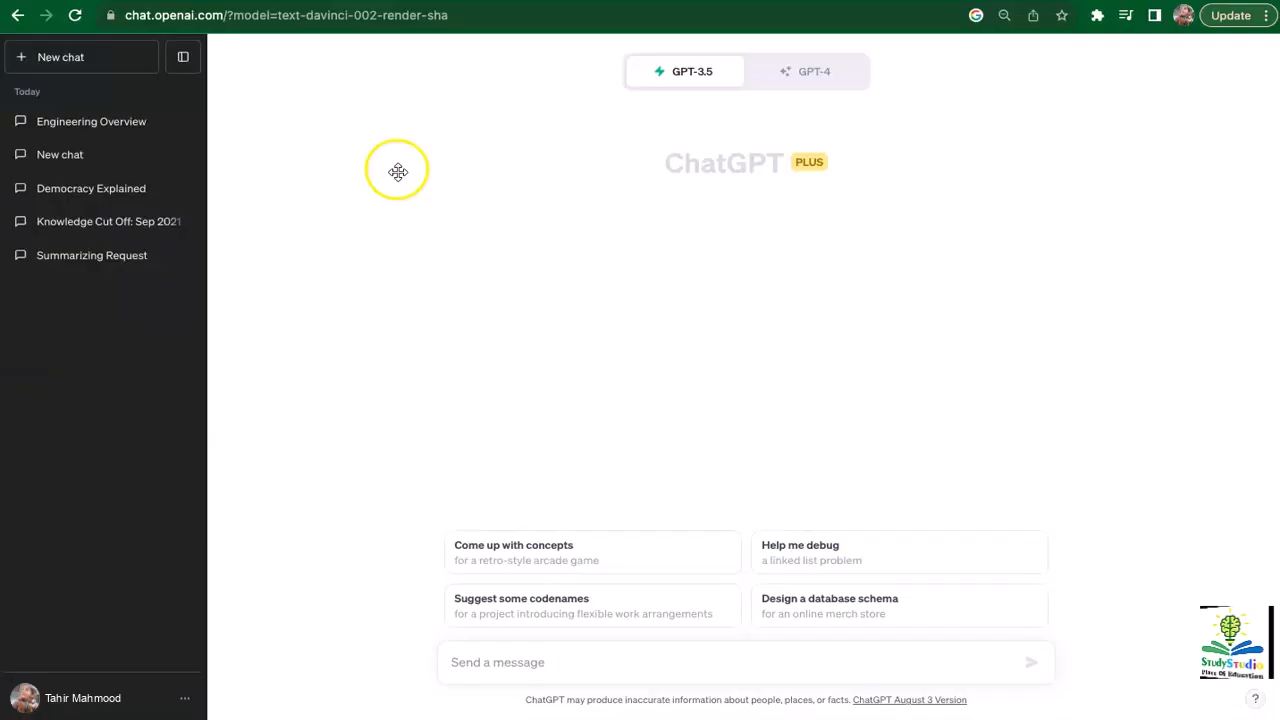 chat.openai.com/?model=text-davinci-002-render-sha
Update
New chat
Today
Engineering Overview
New chat
Democracy Explained
Knowledge Cut Off: Sep 2021
Summarizing Request
Tahir Mahmood
GPT-3.5
GPT-4
ChatGPT PLUS
Come up with concepts
for a retro-style arcade game
Help me debug
a linked list problem
Suggest some codenames
for a project introducing flexible work arrangements
Design a database schema
for an online merch store
Send a message
ChatGPT may produce inaccurate information about people, places, or facts. ChatGPT August 3 Version
StudyStudio
Place Of Education
?